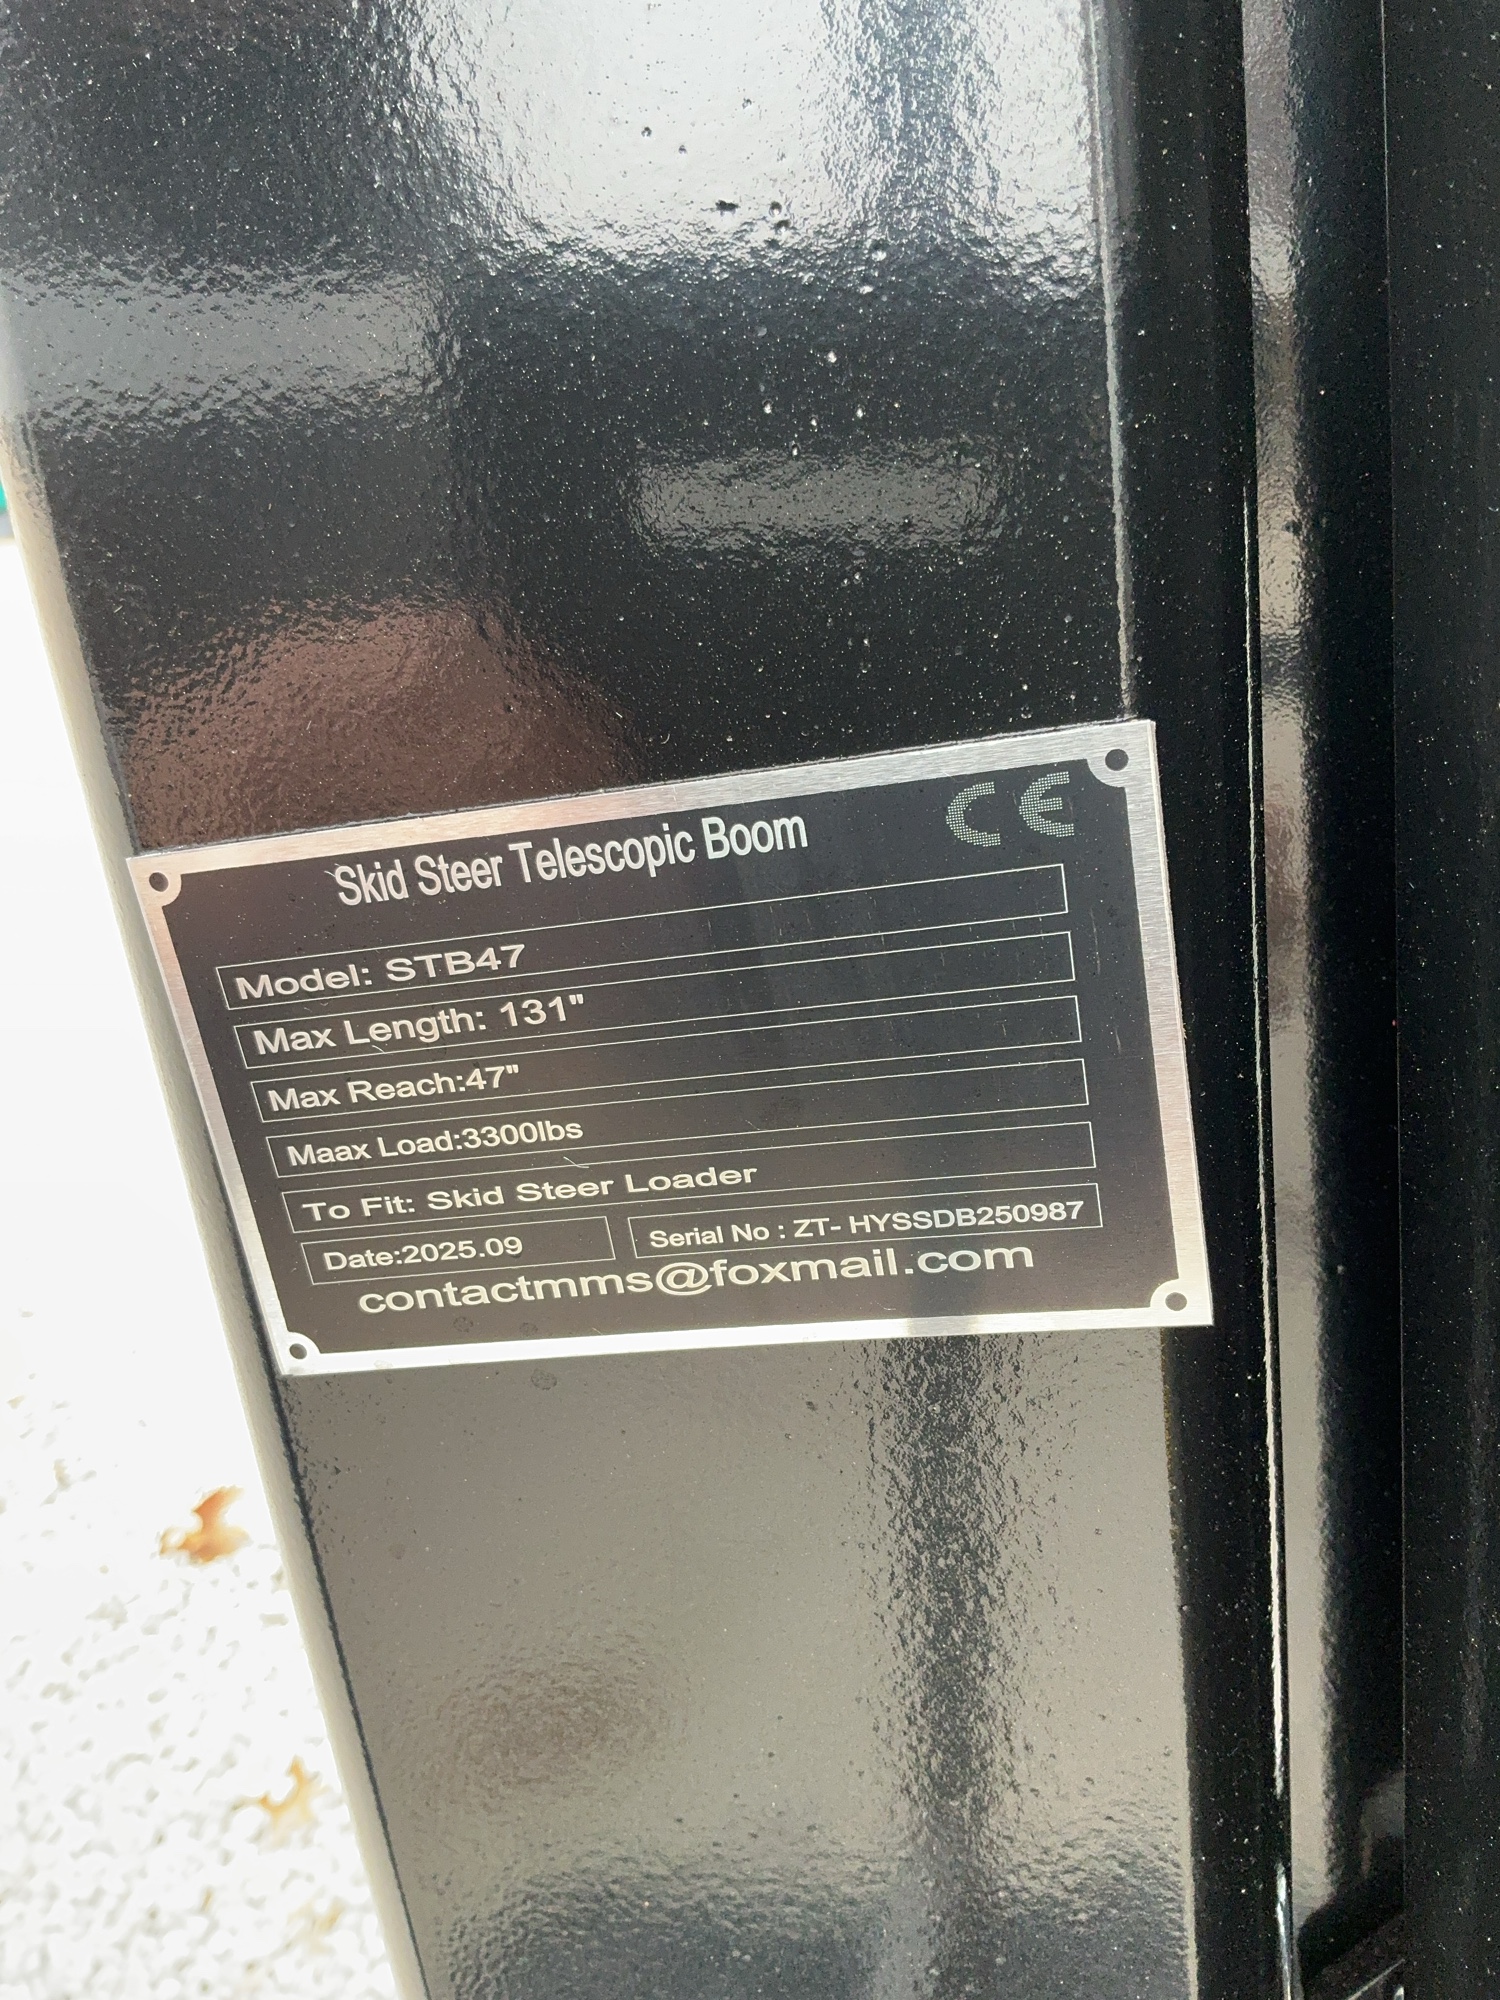 Skid Steer Telescopic Boom
CE
Model: STB47
Max Length: 131"
Max Reach:47"
Maax Load:3300lbs
To Fit: Skid Steer Loader
Date:2025.09
Serial No : ZT- HYSSDB250987
contactmms@foxmail.com